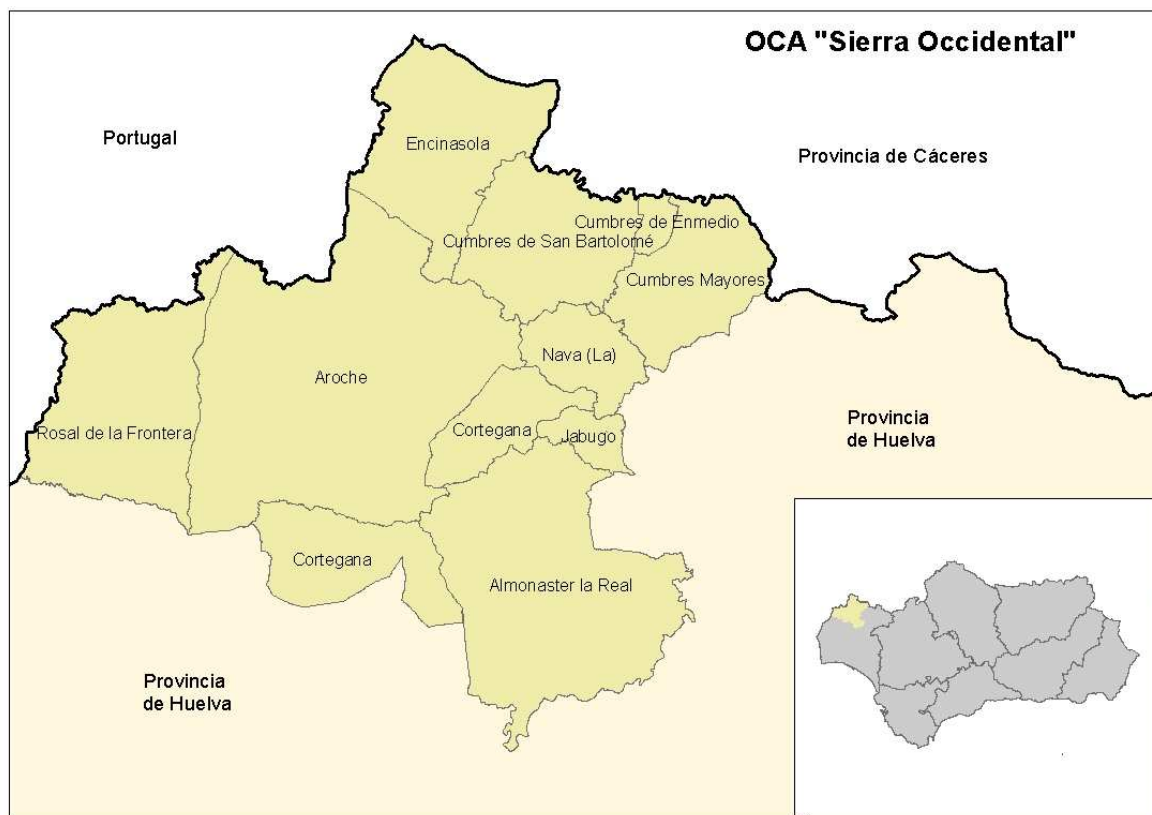 OCA "Sierra Occidental"
Portugal
Encinasola
Provincia de Cáceres
Cumbres de Enmedio
Cumbres de San Bartolomé
Cumbres Mayores
Nava (La)
Aroche
Rosal de la Frontera
Cortegana
Jabugo
Provincia
de Huelva
Cortegana
Almonaster la Real
Provincia
de Huelva